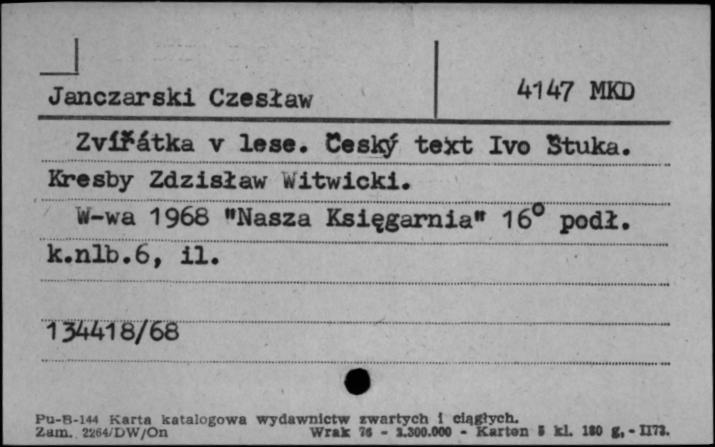 Janczarski Czesław
4147 MKD
Zvířátka v lese. Český text Ivo Štuka.
Kresby Zdzisław Witwicki.
W-wa 1968 "Nasza Księgarnia" 16° podł.
k.nlb.6, il.
134418/68
Pu-B-144 Karta katalogowa wydawnictw zwartych i ciągłych.
Zam. 2264/DW/On Wrak 76 - 3.300.000 - Karton 5 kl. 180 g. - II73.